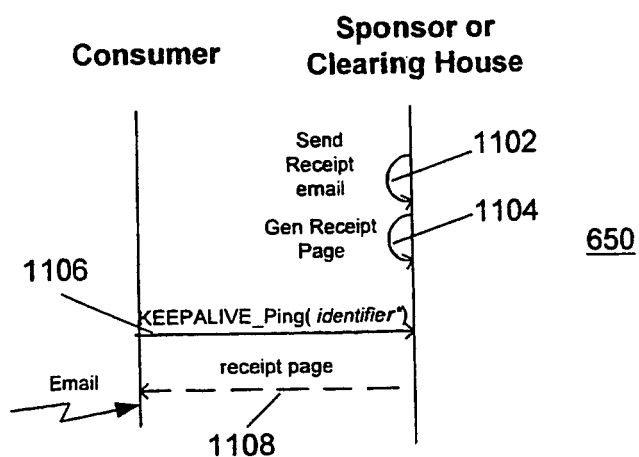 Consumer
Sponsor or
Clearing House
Send
Receipt
email
1102
Gen Receipt
Page
1104
650
1106
KEEPALIVE_Ping( identifier")
receipt page
Email
1108